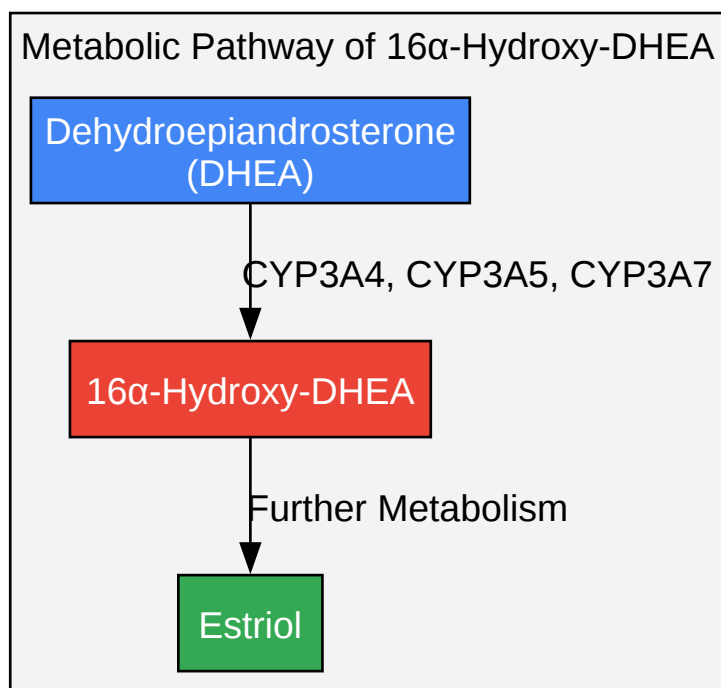 Metabolic Pathway of 16α-Hydroxy-DHEA
Dehydroepiandrosterone
(DHEA)
CYP3A4, CYP3A5, CYP3A7
16α-Hydroxy-DHEA
Further Metabolism
Estriol